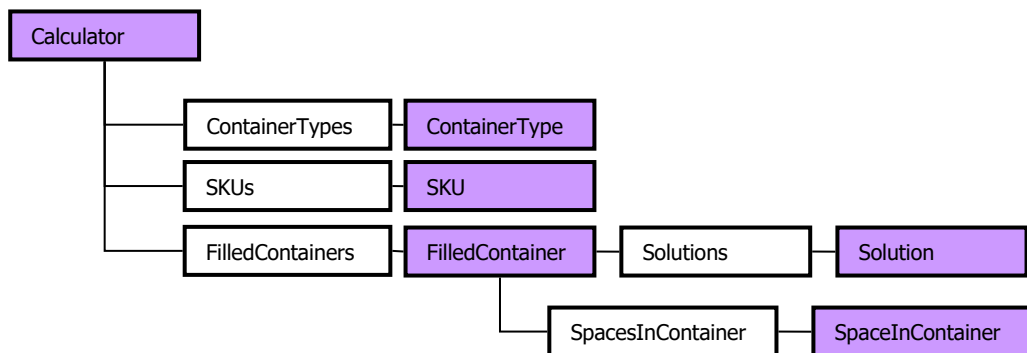 Calculator
ContainerTypes
ContainerType
SKUs
SKU
FilledContainers
FilledContainer
Solutions
Solution
SpacesInContainer
SpaceInContainer